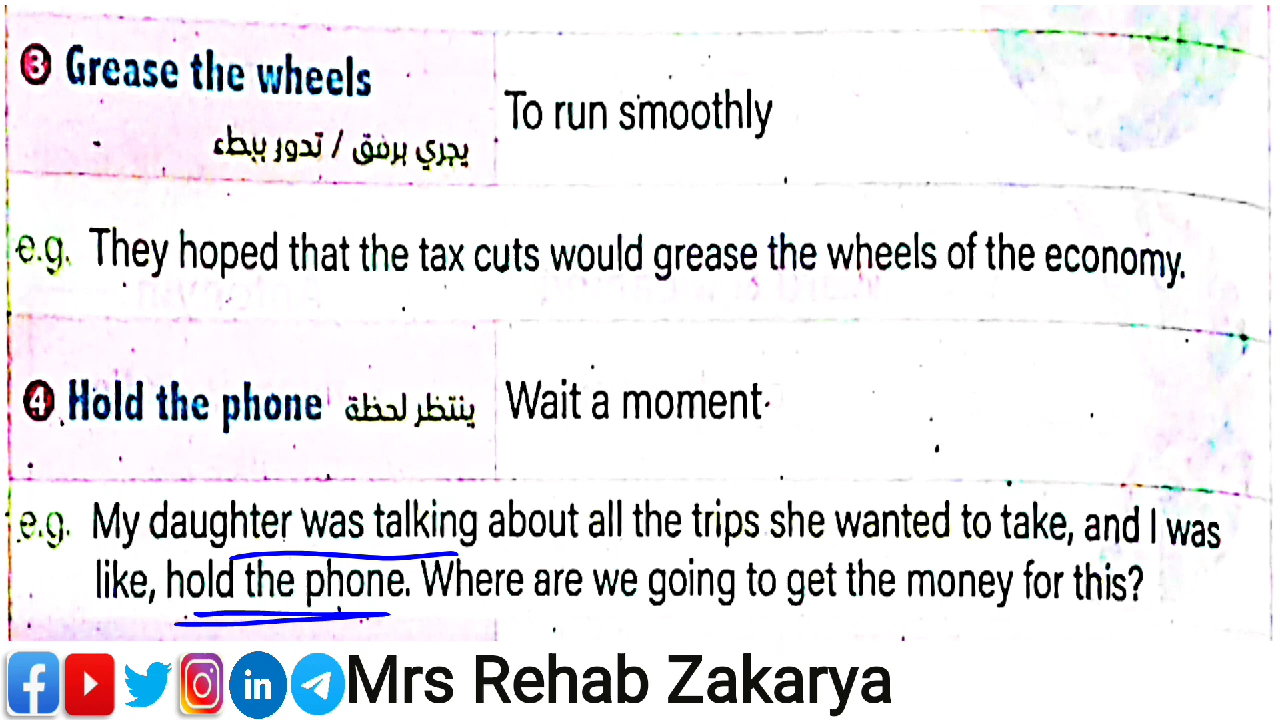 3 Grease the wheels
To run smoothly
يجري برفق / تدور ببطء
e.g. They hoped that the tax cuts would grease the wheels of the economy.
4 Hold the phone ينتظر لحظة Wait a moment
e.g. My daughter was talking about all the trips she wanted to take, and I was
like, hold the phone. Where are we going to get the money for this?
Mrs Rehab Zakarya